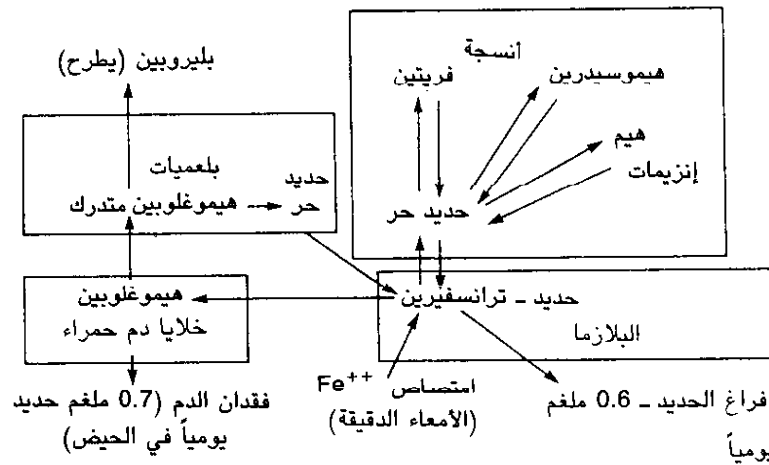 أنسجة
بليروبين (يطرح)
فريتين
هيموسيدرين
هيم
إنزيمات
بلعميات
حديد
هيموغلوبين متدرك
حر
حديد حر
هيموغلوبين
خلايا دم حمراء
حديد - ترانسفيرين
البلازما
امتصاص Fe++
(الأمعاء الدقيقة)
فقدان الدم (0.7 ملغم حديد
يومياً في الحيض)
فراغ الحديد - 0.6 ملغم
يومياً